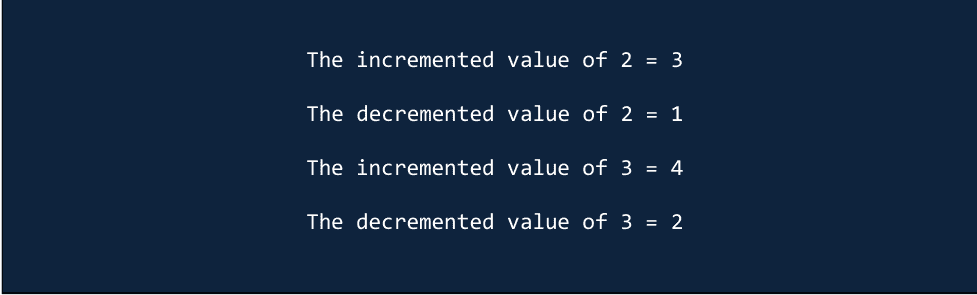 The incremented value of 2 = 3
The decremented value of 2 = 1
The incremented value of 3 = 4
The decremented value of 3 = 2